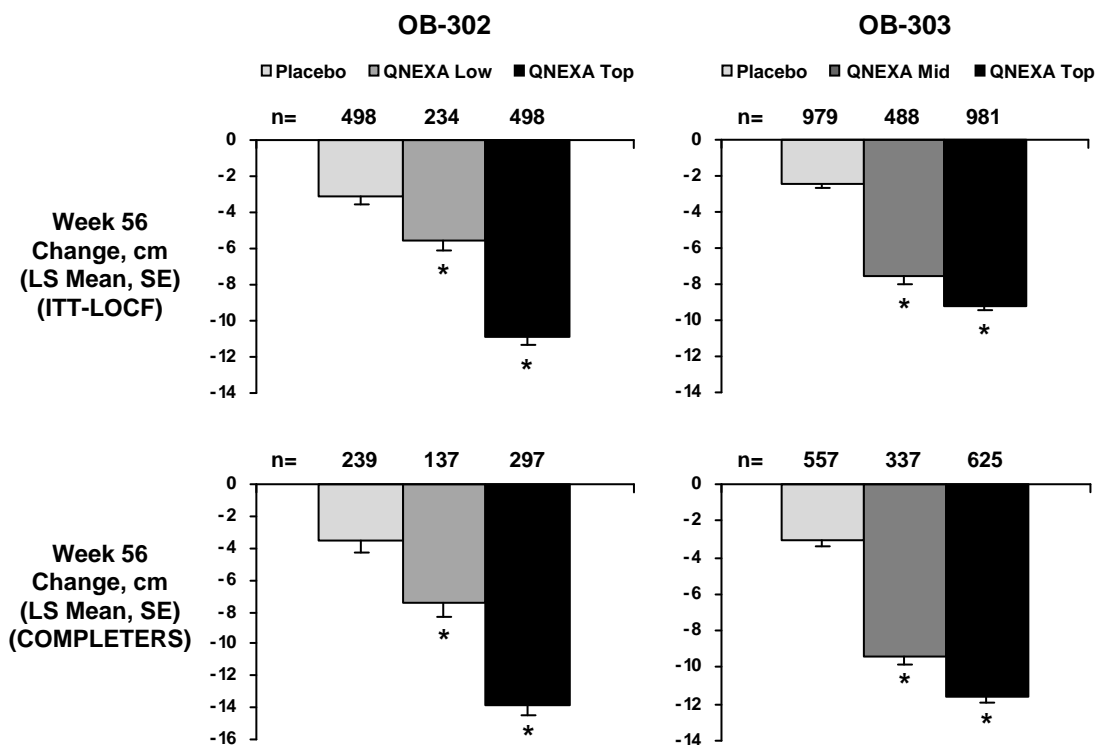 OB-302
OB-303
Placebo QNEXA Low QNEXA Top
Placebo QNEXA Mid QNEXA Top
n= 498 234 498
n= 979 488 981
Week 56
Change, cm
(LS Mean, SE)
(ITT-LOCF)
0
-2
-4
-6
-8
-10
-12
-14
*
*
0
-2
-4
-6
-8
-10
-12
-14
*
*
n= 239 137 297
n= 557 337 625
Week 56
Change, cm
(LS Mean, SE)
(COMPLETERS)
0
-2
-4
-6
-8
-10
-12
-14
-16
*
*
0
-2
-4
-6
-8
-10
-12
-14
*
*